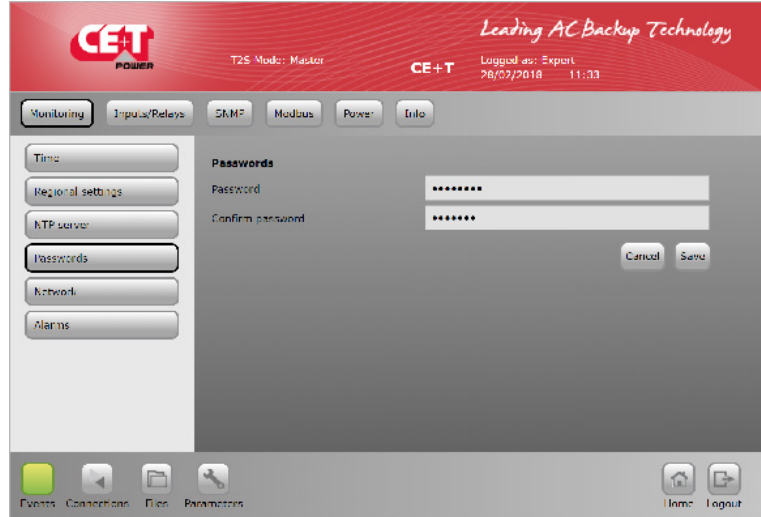 CE+T
POWER
Leading AC Backup Technology
T2S Mode: Master
CE+T
Logged as: Expert
28/02/2018 11:33
Monitoring Inputs/Relays SNMP Modbus Power Info
Time
Regional settings
NTP server
Passwords
Network
Alarms
Passwords
Password ••••••••
Confirm password •••••••
Cancel Save
Events Connections Files Parameters Home Logout